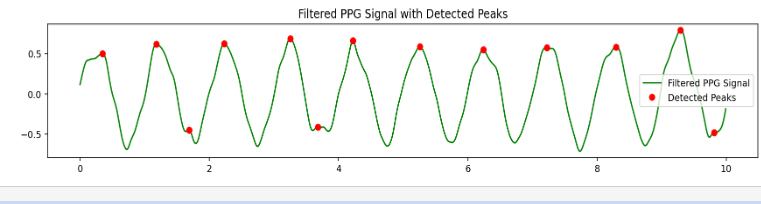 Filtered PPG Signal with Detected Peaks
0.5
0.0
−0.5
Filtered PPG Signal
Detected Peaks
0 2 4 6 8 10